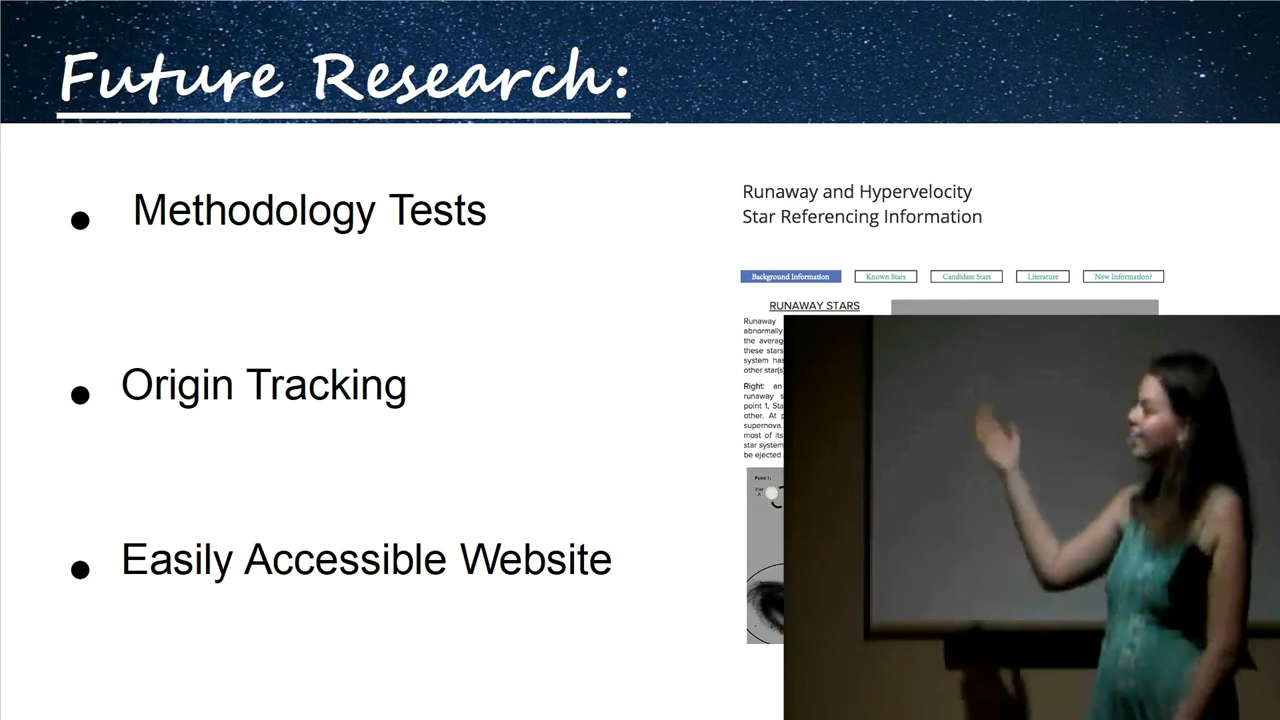 Future Research:
Methodology Tests
Origin Tracking
Easily Accessible Website
Runaway and Hypervelocity
Star Referencing Information
Background Information
Known Stars
Candidate Stars
Literature
New Information?
RUNAWAY STARS
Runaway
abnormally
the averag
these stars
system has
other star(s)
Right: an
runaway s
point 1, Sta
other. At p
supernova.
most of its
star system
be ejected
Point 1:
Star
A